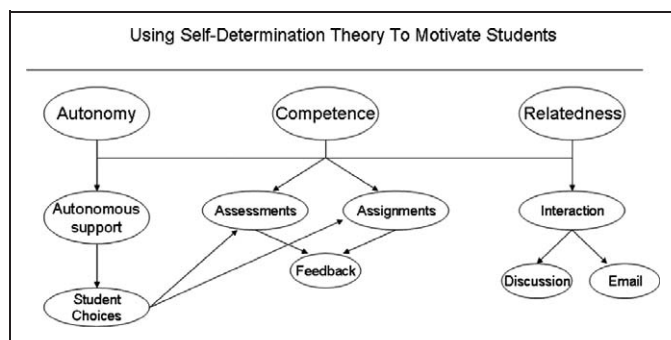 Using Self-Determination Theory To Motivate Students
Autonomy
Competence
Relatedness
Autonomous
support
Assessments
Assignments
Interaction
Feedback
Discussion
Email
Student
Choices